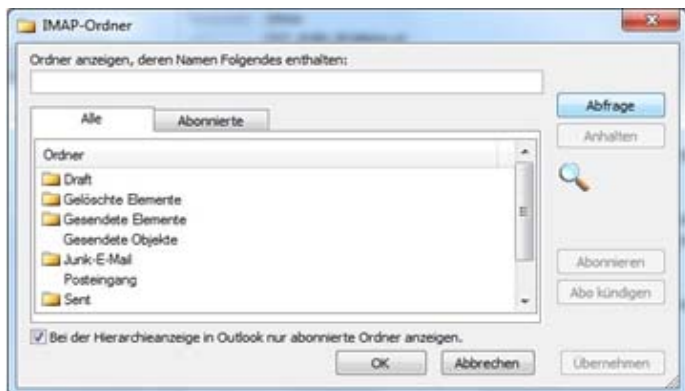 IMAP-Ordner
Ordner anzeigen, deren Namen Folgendes enthalten:
Abfrage
Anhalten
Alle
Abonnierte
Ordner
Draft
Gelöschte Elemente
Gesendete Elemente
Gesendete Objekte
Junk-E-Mail
Posteingang
Sent
Abonnieren
Abo kündigen
Bei der Hierarchieanzeige in Outlook nur abonnierte Ordner anzeigen.
OK
Abbrechen
Übernehmen